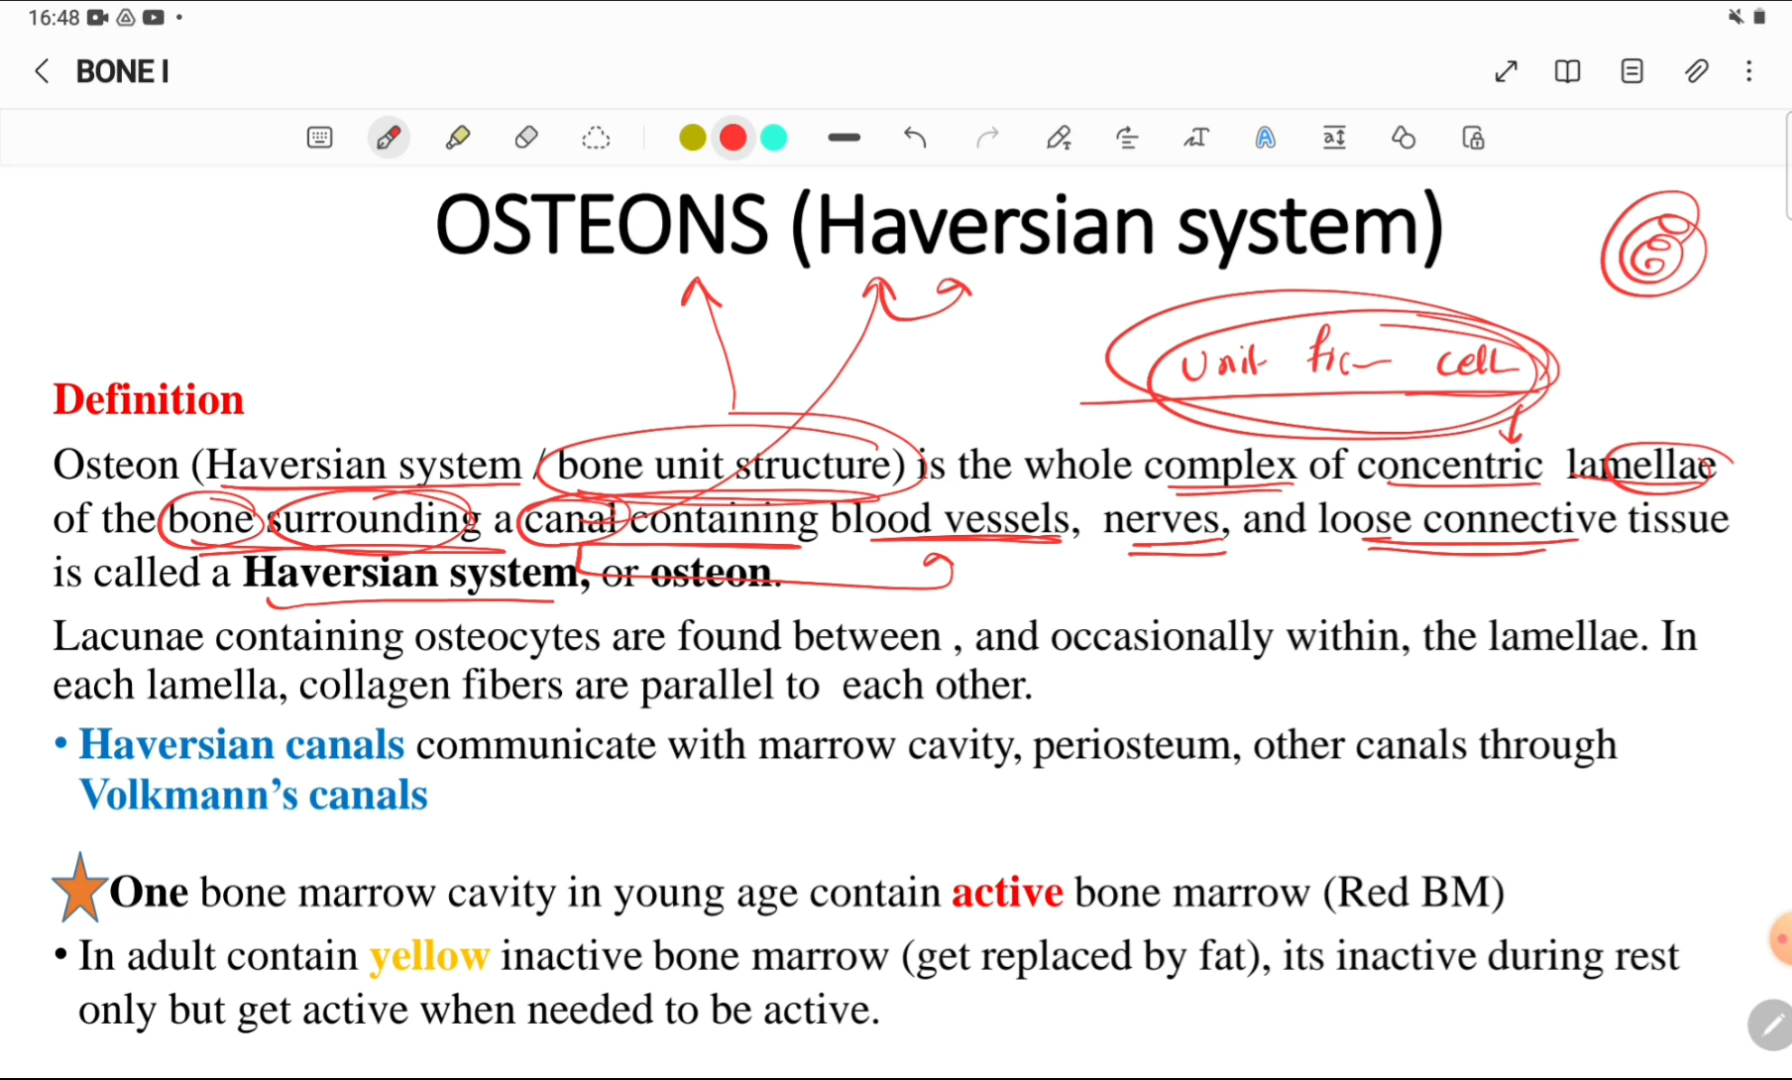 16:48
BONE I
OSTEONS (Haversian system)
Unit cell
Definition
Osteon (Haversian system / bone unit structure) is the whole complex of concentric lamellae
of the bone surrounding a canal containing blood vessels, nerves, and loose connective tissue
is called a Haversian system, or osteon.
Lacunae containing osteocytes are found between , and occasionally within, the lamellae. In
each lamella, collagen fibers are parallel to each other.
• Haversian canals communicate with marrow cavity, periosteum, other canals through
Volkmann’s canals
One bone marrow cavity in young age contain active bone marrow (Red BM)
• In adult contain yellow inactive bone marrow (get replaced by fat), its inactive during rest
only but get active when needed to be active.